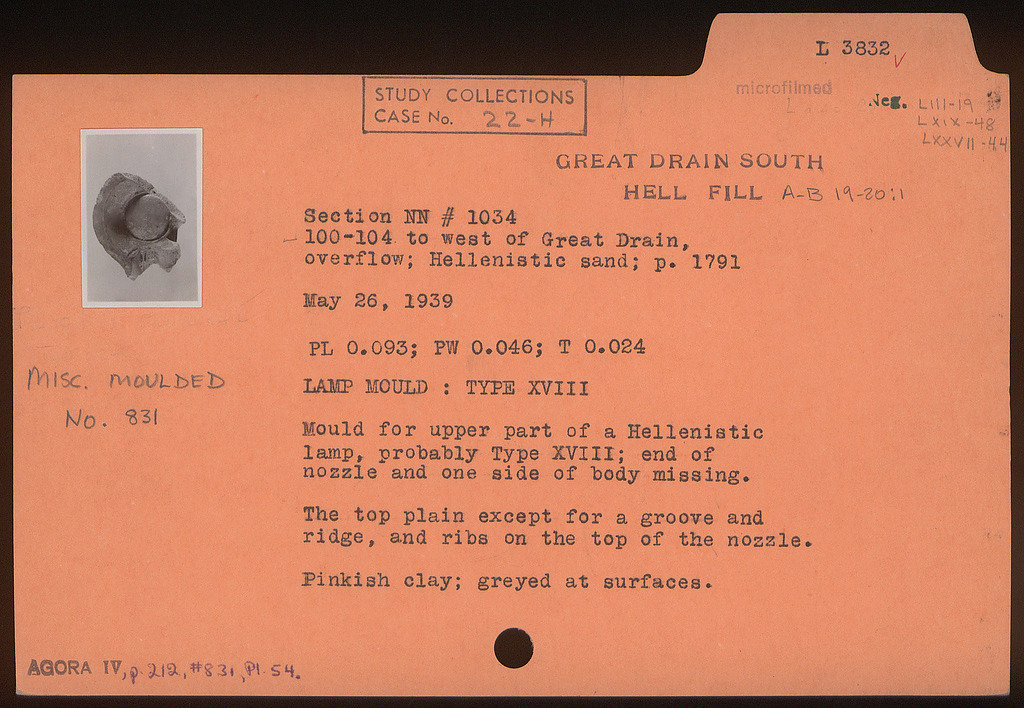 L 3832
microfilmed
Neg. LIII-19
LXIX-48
LXXVII-44
STUDY COLLECTIONS
CASE No. 22-H
GREAT DRAIN SOUTH
HELL FILL A-B 19-20:1
Section NN # 1034
100-104 to west of Great Drain,
overflow; Hellenistic sand; p. 1791
May 26, 1939
PL 0.093; PW 0.046; T 0.024
MISC. MOULDED
No. 831
LAMP MOULD : TYPE XVIII
Mould for upper part of a Hellenistic
lamp, probably Type XVIII; end of
nozzle and one side of body missing.
The top plain except for a groove and
ridge, and ribs on the top of the nozzle.
Pinkish clay; greyed at surfaces.
AGORA IV, p. 212, #831, Pl. 54.